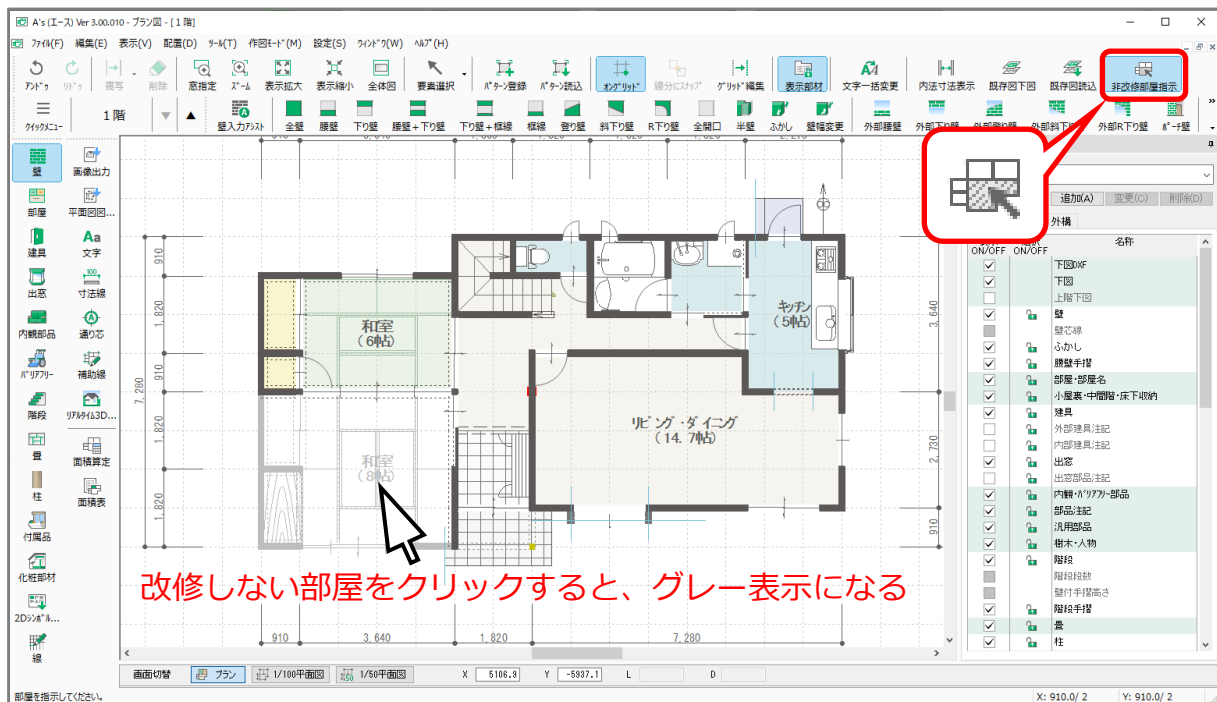 A's (エース) Ver 3.00.010 - プラン図 - [1 階]
ファイル(F) 編集(E) 表示(V) 配置(D) ツール(T) 作図モード(M) 設定(S) ウィンドウ(W) ヘルプ(H)
アンドゥ リドゥ 複写 削除 窓指定 ズーム 表示拡大 表示縮小 全体図 要素選択 パターン登録 パターン読込 オングリッド 線分にスナップ グリッド編集 表示部材 文字一括変更 内法寸法表示 既存図下図 既存図読込 非改修部屋指示
クイックメニュー 1 階 壁入力アシスト 全壁 腰壁 下り壁 腰壁+下り壁 下り壁+框線 框線 登り壁 斜下り壁 R下り壁 全開口 半壁 ふかし 壁幅変更 外部腰壁 外部R下り壁 ポーチ壁
壁 画像出力
部屋 平面図図...
建具 文字
出窓 寸法線
内観部品 通り芯
バリアフリー 補助線
階段 リアルタイム3D...
畳 面積算定
柱 面積表
付属品
化粧部材
2Dシンボル...
線
追加(A) 変更(C) 削除(D)
外構
ON/OFF ON/OFF 名称
下図DXF
下図
上階下図
壁
壁芯線
ふかし
腰壁手摺
部屋・部屋名
小屋裏・中間階・床下収納
建具
外部建具注記
内部建具注記
出窓
出窓部品注記
内観・バリアフリー部品
部品注記
汎用部品
樹木・人物
階段
階段段数
壁付手摺高さ
階段手摺
畳
柱
910
1,820
910
7,280
1,820
1,820
3,640
2,730
910
和室
(6帖)
キッチン
(5帖)
リビング・ダイニング
(14.7帖)
和室
(8帖)
改修しない部屋をクリックすると、グレー表示になる
910 3,640 1,820 7,280
画面切替 プラン 1/100平面図 1/50平面図 X 5106.9 Y -5937.1 L D
部屋を指示してください。 X: 910.0/ 2 Y: 910.0/ 2